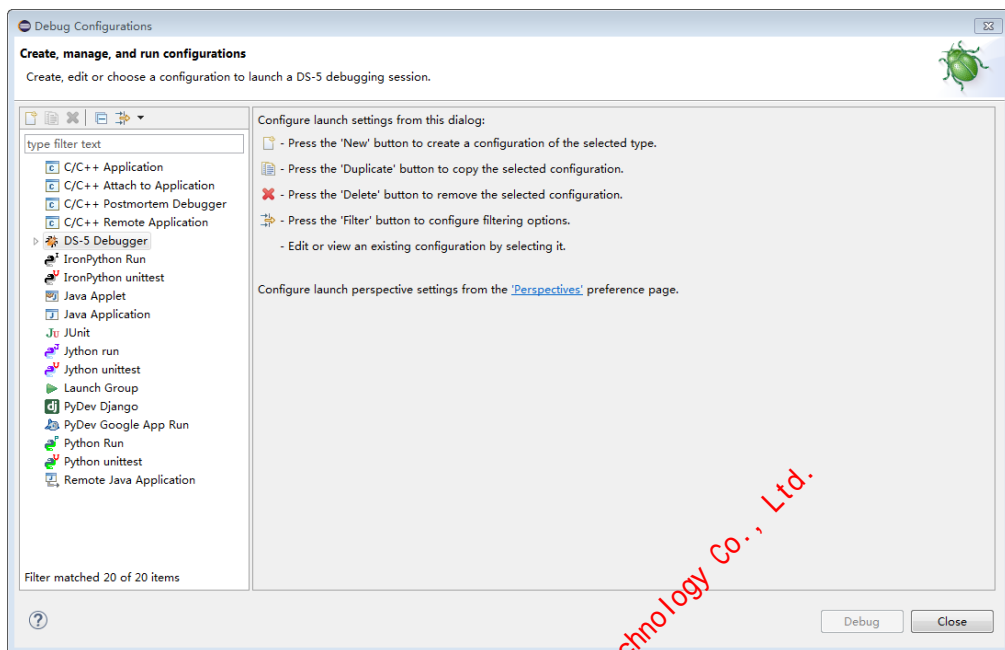 Debug Configurations
Create, manage, and run configurations
Create, edit or choose a configuration to launch a DS-5 debugging session.
type filter text
C/C++ Application
C/C++ Attach to Application
C/C++ Postmortem Debugger
C/C++ Remote Application
DS-5 Debugger
IronPython Run
IronPython unittest
Java Applet
Java Application
Ju JUnit
Jython run
Jython unittest
Launch Group
dj PyDev Django
PyDev Google App Run
Python Run
Python unittest
Remote Java Application
Filter matched 20 of 20 items
Configure launch settings from this dialog:
- Press the 'New' button to create a configuration of the selected type.
- Press the 'Duplicate' button to copy the selected configuration.
- Press the 'Delete' button to remove the selected configuration.
- Press the 'Filter' button to configure filtering options.
- Edit or view an existing configuration by selecting it.
Configure launch perspective settings from the 'Perspectives' preference page.
chnology Co., Ltd.
?
Debug
Close